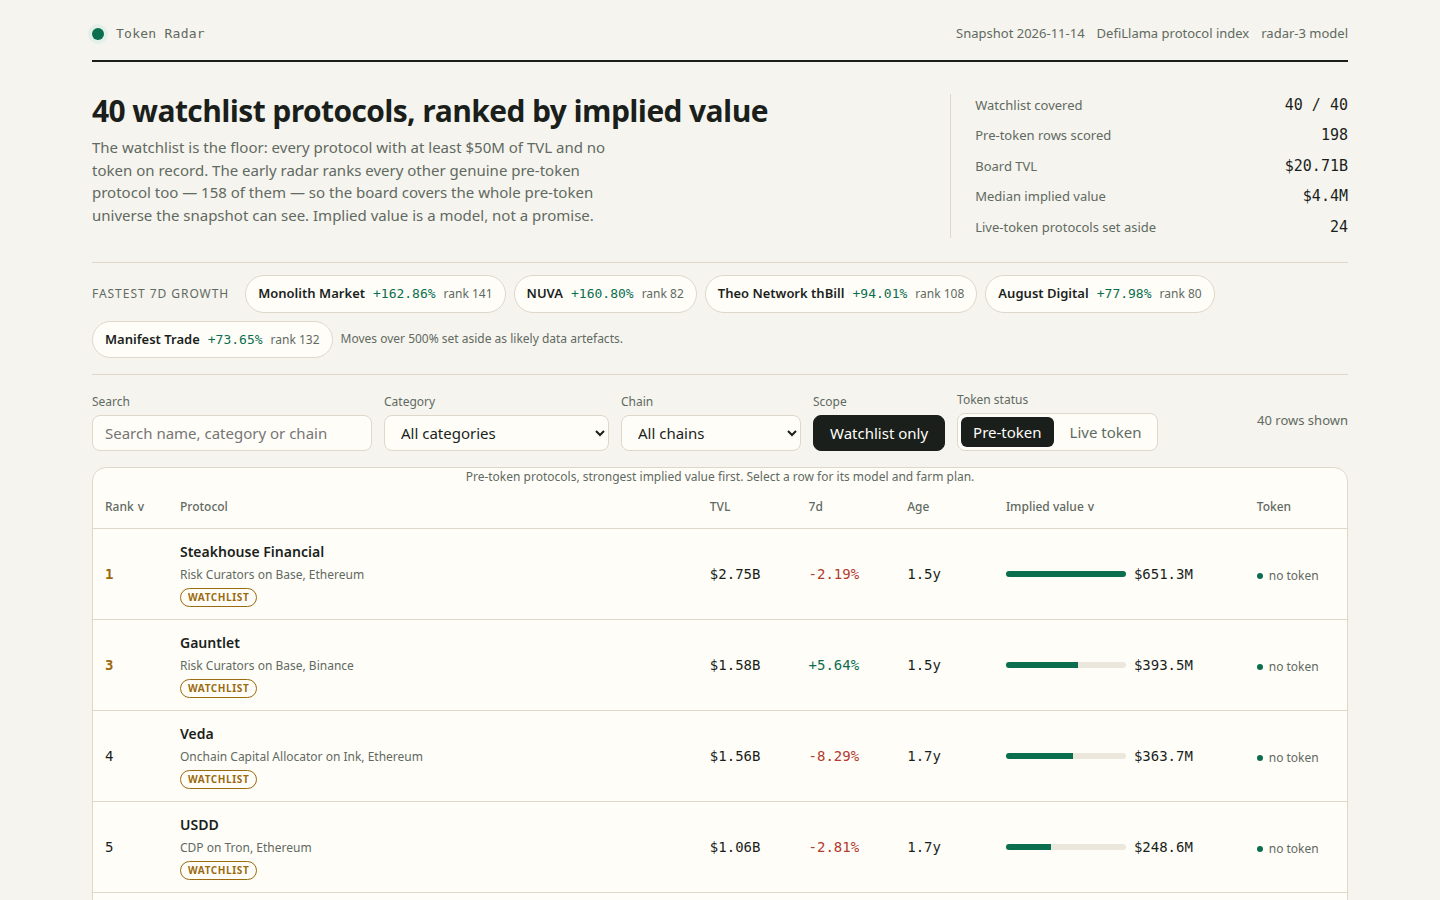 Token Radar
Snapshot 2026-11-14 DefiLlama protocol index radar-3 model
40 watchlist protocols, ranked by implied value
The watchlist is the floor: every protocol with at least $50M of TVL and no
token on record. The early radar ranks every other genuine pre-token
protocol too — 158 of them — so the board covers the whole pre-token
universe the snapshot can see. Implied value is a model, not a promise.
Watchlist covered 40 / 40
Pre-token rows scored 198
Board TVL $20.71B
Median implied value $4.4M
Live-token protocols set aside 24
FASTEST 7D GROWTH Monolith Market +162.86% rank 141 NUVA +160.80% rank 82 Theo Network thBill +94.01% rank 108 August Digital +77.98% rank 80
Manifest Trade +73.65% rank 132 Moves over 500% set aside as likely data artefacts.
Search Category Chain Scope Token status
Search name, category or chain All categories All chains Watchlist only Pre-token Live token 40 rows shown
Pre-token protocols, strongest implied value first. Select a row for its model and farm plan.
Rank v Protocol TVL 7d Age Implied value v Token
Steakhouse Financial
1 Risk Curators on Base, Ethereum $2.75B -2.19% 1.5y $651.3M no token
WATCHLIST
Gauntlet
3 Risk Curators on Base, Binance $1.58B +5.64% 1.5y $393.5M no token
WATCHLIST
Veda
4 Onchain Capital Allocator on Ink, Ethereum $1.56B -8.29% 1.7y $363.7M no token
WATCHLIST
USDD
5 CDP on Tron, Ethereum $1.06B -2.81% 1.7y $248.6M no token
WATCHLIST